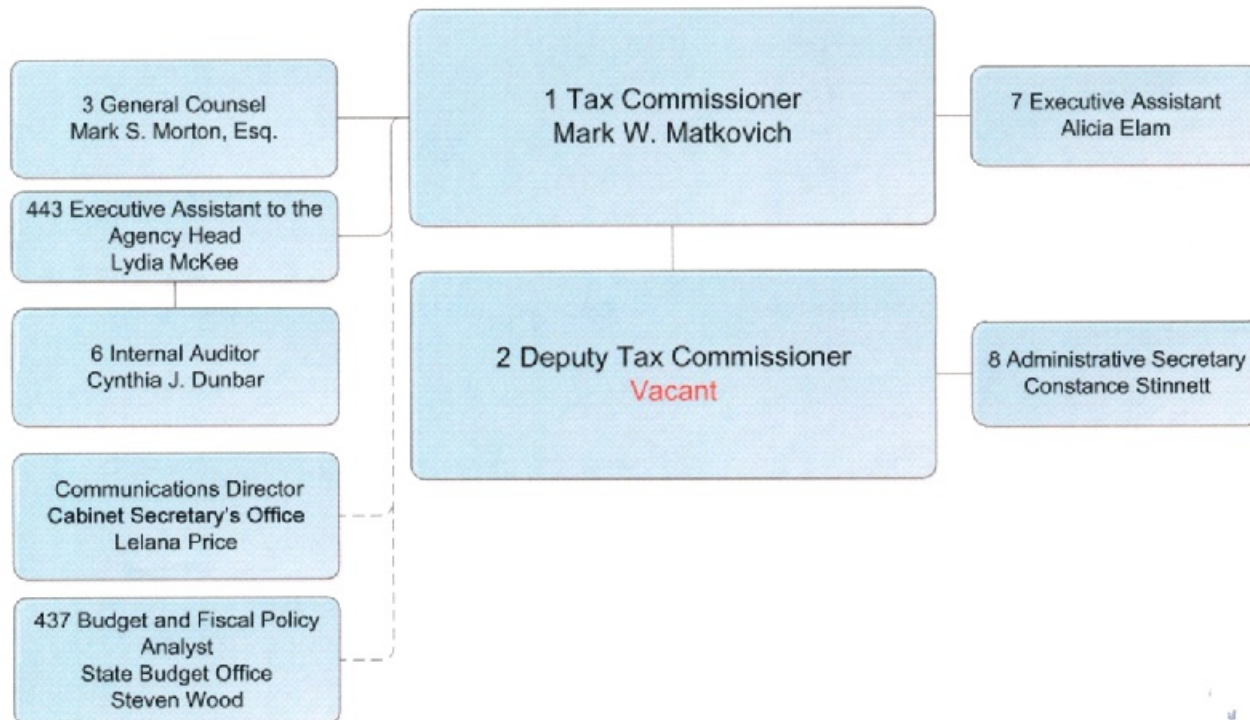 3 General Counsel
Mark S. Morton, Esq.
443 Executive Assistant to the
Agency Head
Lydia McKee
6 Internal Auditor
Cynthia J. Dunbar
Communications Director
Cabinet Secretary's Office
Lelana Price
437 Budget and Fiscal Policy
Analyst
State Budget Office
Steven Wood
1 Tax Commissioner
Mark W. Matkovich
2 Deputy Tax Commissioner
Vacant
7 Executive Assistant
Alicia Elam
8 Administrative Secretary
Constance Stinnett